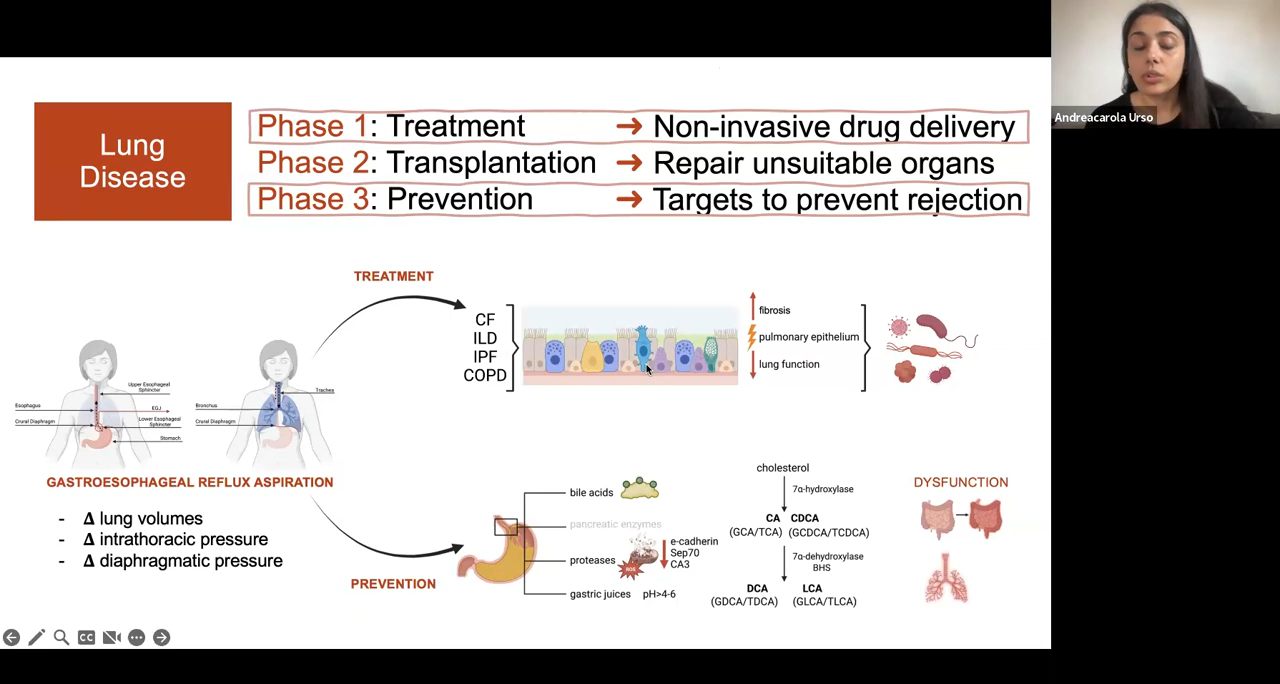 Lung
Disease
Phase 1: Treatment → Non-invasive drug delivery
Phase 2: Transplantation → Repair unsuitable organs
Phase 3: Prevention → Targets to prevent rejection
Andreacarola Urso
TREATMENT
CF
ILD
IPF
COPD
fibrosis
pulmonary epithelium
lung function
Upper Esophageal
Sphincter
Esophagus
EGJ
Crural Diaphragm
Lower Esophageal
Sphincter
Stomach
Trachea
Bronchus
Crural Diaphragm
GASTROESOPHAGEAL REFLUX ASPIRATION
- Δ lung volumes
- Δ intrathoracic pressure
- Δ diaphragmatic pressure
PREVENTION
bile acids
pancreatic enzymes
proteases
ROS
e-cadherin
Sep70
CA3
gastric juices pH>4-6
cholesterol
7α-hydroxylase
CA CDCA
(GCA/TCA) (GCDCA/TCDCA)
7α-dehydroxylase
BHS
DCA LCA
(GDCA/TDCA) (GLCA/TLCA)
DYSFUNCTION
CC